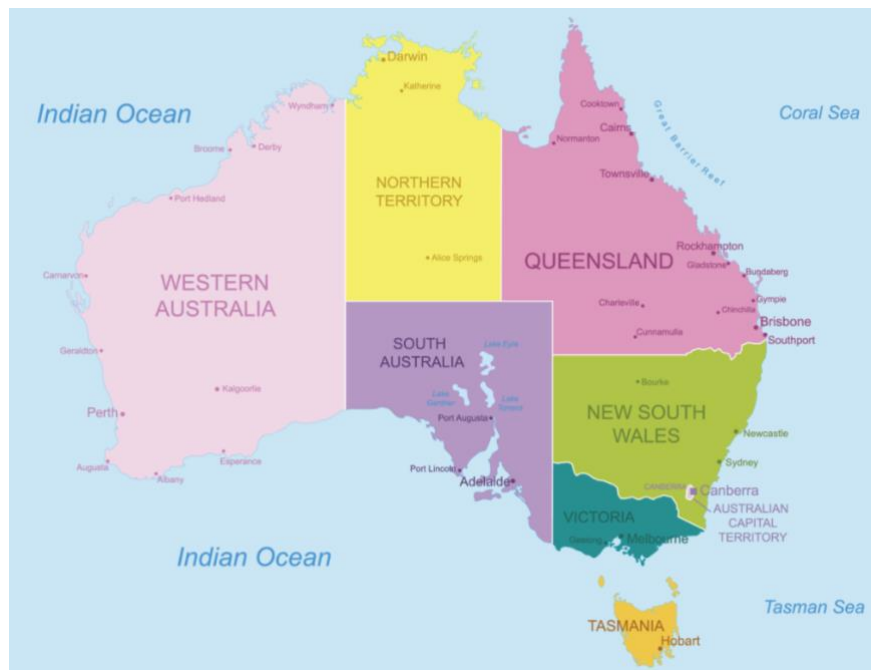 Darwin
Katherine
Indian Ocean
Wyndham
Coral Sea
Cooktown
Great Barrier Reef
Cairns
Normanton
Broome
Derby
Townsville
NORTHERN
TERRITORY
Port Hedland
Rockhampton
Alice Springs
QUEENSLAND
Gladstone
Bundaberg
Carnarvon
WESTERN
AUSTRALIA
Charleville
Gympie
Chinchilla
Brisbone
Cunnamulla
Southport
SOUTH
AUSTRALIA
Lake Eyre
Geraldton
Bourke
Kalgoorlie
Lake
Gairdner
Lake
Torrens
Perth
Port Augusta
NEW SOUTH
WALES
Newcastle
Esperance
Augusta
Albany
Port Lincoln
Adelaide
Sydney
CANBERRA
Canberra
AUSTRALIAN
CAPITAL
TERRITORY
VICTORIA
Geelong
Melbourne
Indian Ocean
Tasman Sea
TASMANIA
Hobart